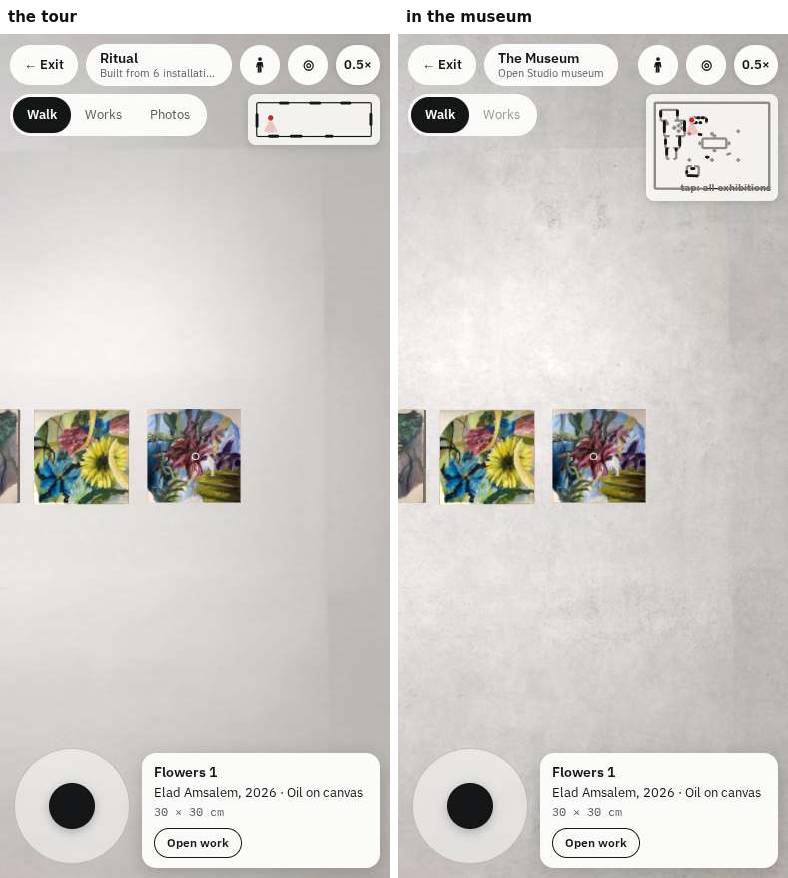 the tour
in the museum
← Exit
Ritual
Built from 6 installati...
0.5×
Walk
Works
Photos
Flowers 1
Elad Amsalem, 2026 · Oil on canvas
30 × 30 cm
Open work
← Exit
The Museum
Open Studio museum
0.5×
Walk
Works
tap: all exhibitions
Flowers 1
Elad Amsalem, 2026 · Oil on canvas
30 × 30 cm
Open work